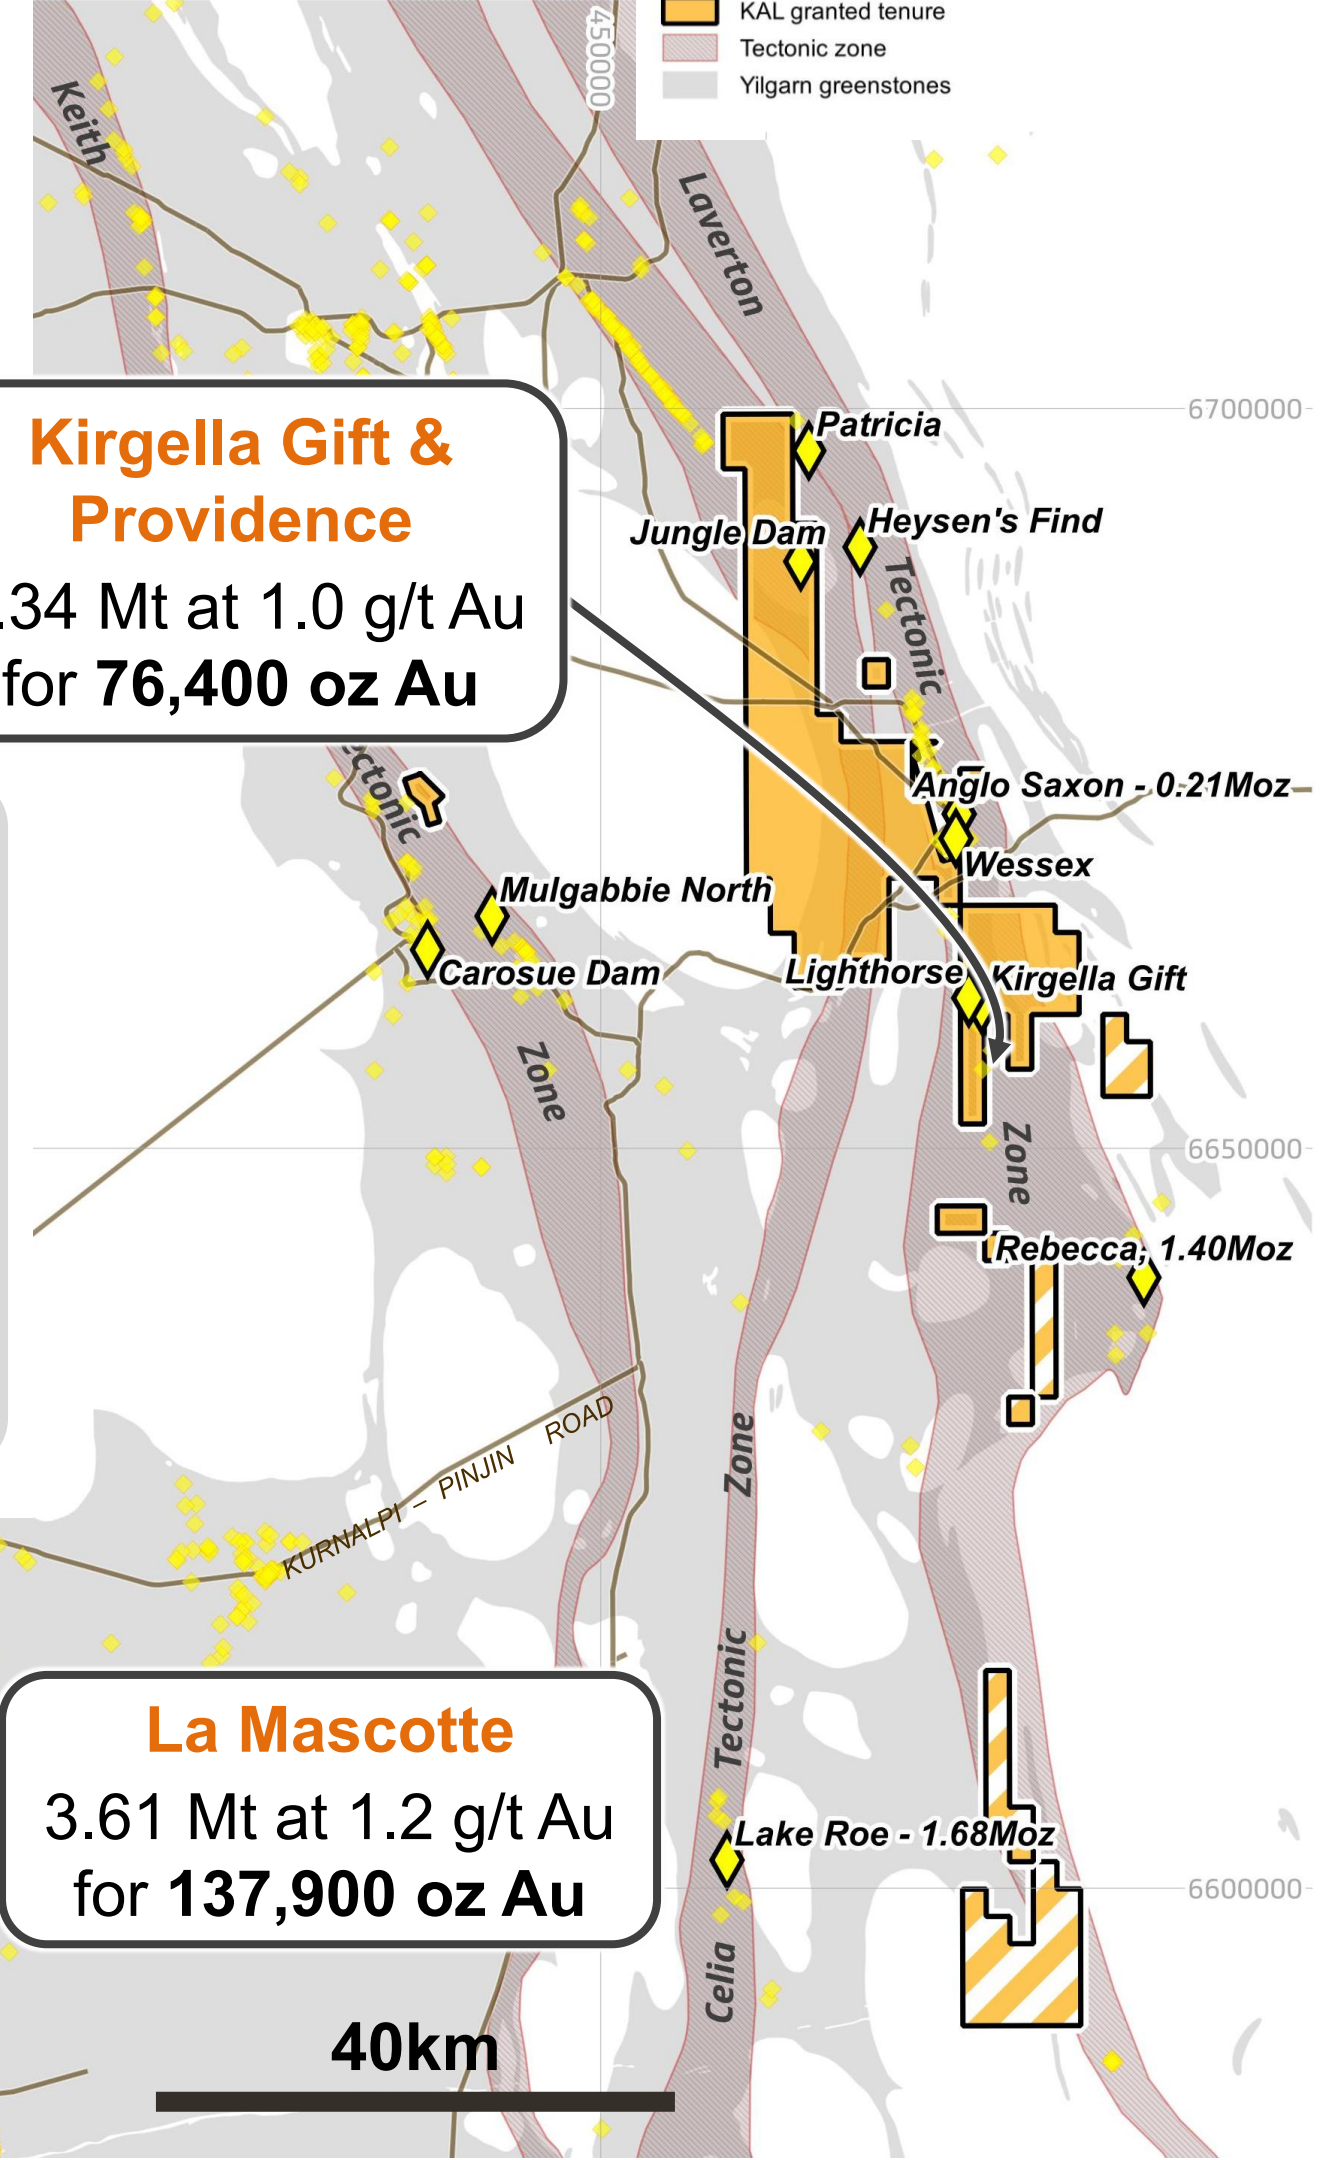 KAL granted tenure
Tectonic zone
Yilgarn greenstones
450000
Keith
Laverton
6700000
Patricia
Kirgella Gift &
Providence
.34 Mt at 1.0 g/t Au
for 76,400 oz Au
Jungle Dam
Heysen's Find
Tectonic
ectonic
Anglo Saxon - 0.21Moz
Wessex
Mulgabbie North
Carosue Dam
Lighthorse
Kirgella Gift
Zone
Zone
6650000
Rebecca, 1.40Moz
KURNALPI – PINJIN ROAD
Zone
Tectonic
La Mascotte
3.61 Mt at 1.2 g/t Au
for 137,900 oz Au
Lake Roe - 1.68Moz
6600000
Celia
40km